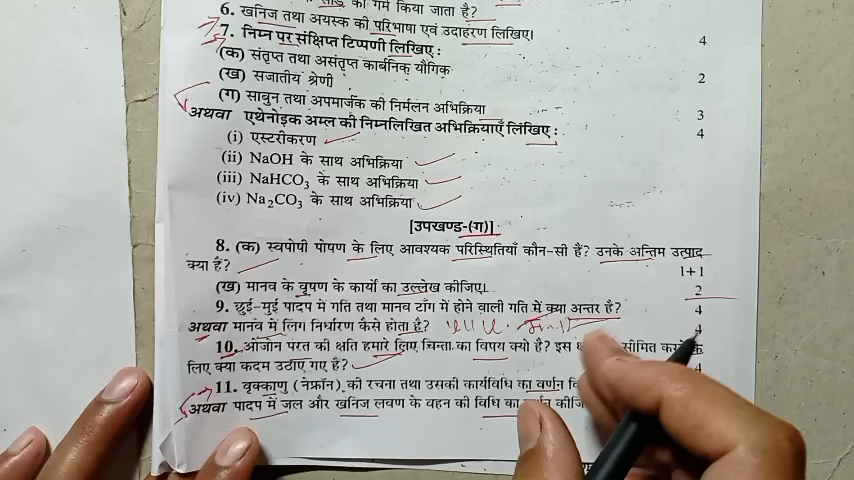 को गर्म किया जाता है?
6. खनिज तथा अयस्क की परिभाषा एवं उदाहरण लिखिए। 4
7. निम्न पर संक्षिप्त टिप्पणी लिखिए :
(क) संतृप्त तथा असंतृप्त कार्बनिक यौगिक 2
(ख) सजातीय श्रेणी
(ग) साबुन तथा अपमार्जक की निर्मलन अभिक्रिया 3
अथवा एथेनोइक अम्ल की निम्नलिखित अभिक्रियाएँ लिखिए : 4
(i) एस्टरीकरण
(ii) NaOH के साथ अभिक्रिया
(iii) NaHCO₃ के साथ अभिक्रिया
(iv) Na₂CO₃ के साथ अभिक्रिया
[उपखण्ड-(ग)]
8. (क) स्वपोषी पोषण के लिए आवश्यक परिस्थितियाँ कौन-सी हैं? उनके अन्तिम उत्पाद
क्या हैं? 1+1
(ख) मानव के वृषण के कार्यों का उल्लेख कीजिए। 2
9. छुई-मुई पादप में गति तथा मानव टाँग में होने वाली गति में क्या अन्तर है? 4
अथवा मानव में लिंग निर्धारण कैसे होता है? 4
10. ओजोन परत की क्षति हमारे लिए चिन्ता का विषय क्यों है? इस सीमित करने के
लिए क्या कदम उठाए गए हैं? 4
11. वृक्काणु (नेफ्रॉन) की रचना तथा उसकी कार्यविधि का वर्णन
अथवा पादप में जल और खनिज लवण के वहन की विधि का वर्णन